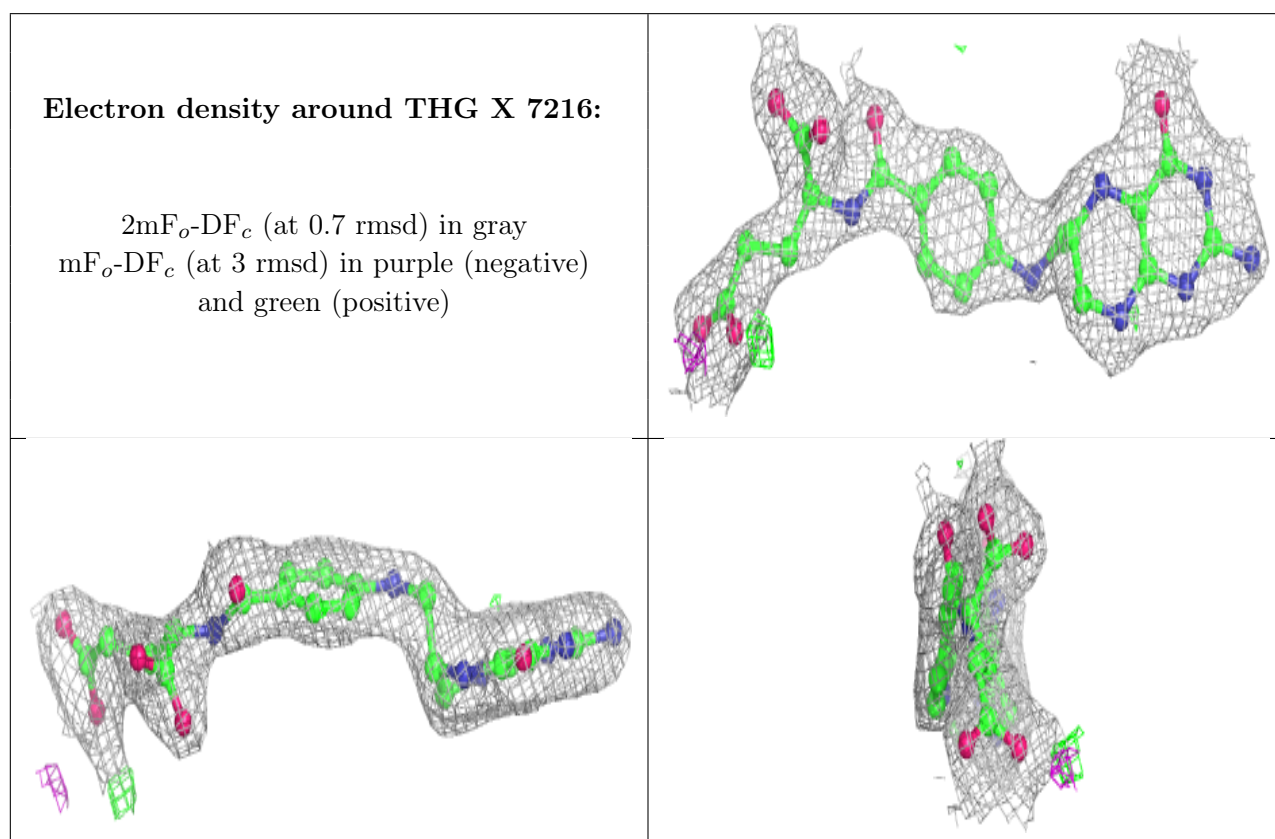 Electron density around THG X 7216:
2mFo-DFc (at 0.7 rmsd) in gray
mFo-DFc (at 3 rmsd) in purple (negative)
and green (positive)